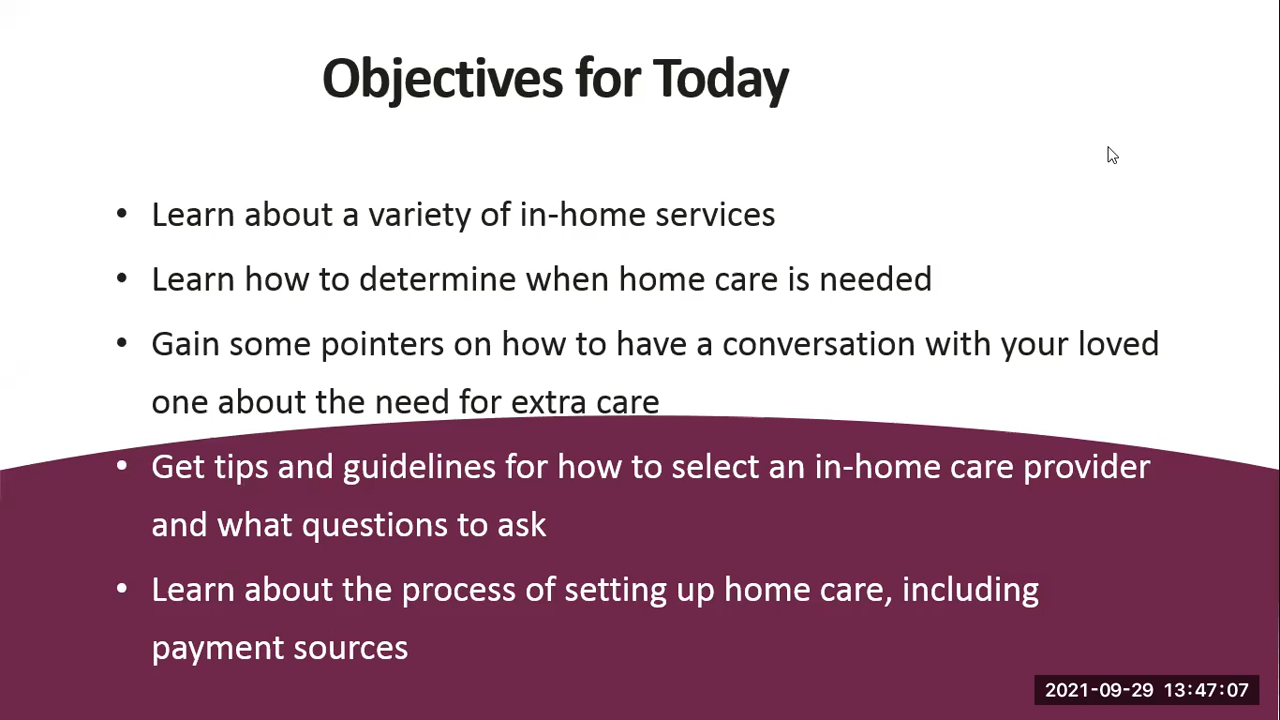 Objectives for Today
• Learn about a variety of in-home services
• Learn how to determine when home care is needed
• Gain some pointers on how to have a conversation with your loved
one about the need for extra care
• Get tips and guidelines for how to select an in-home care provider
and what questions to ask
• Learn about the process of setting up home care, including
payment sources
2021-09-29 13:47:07